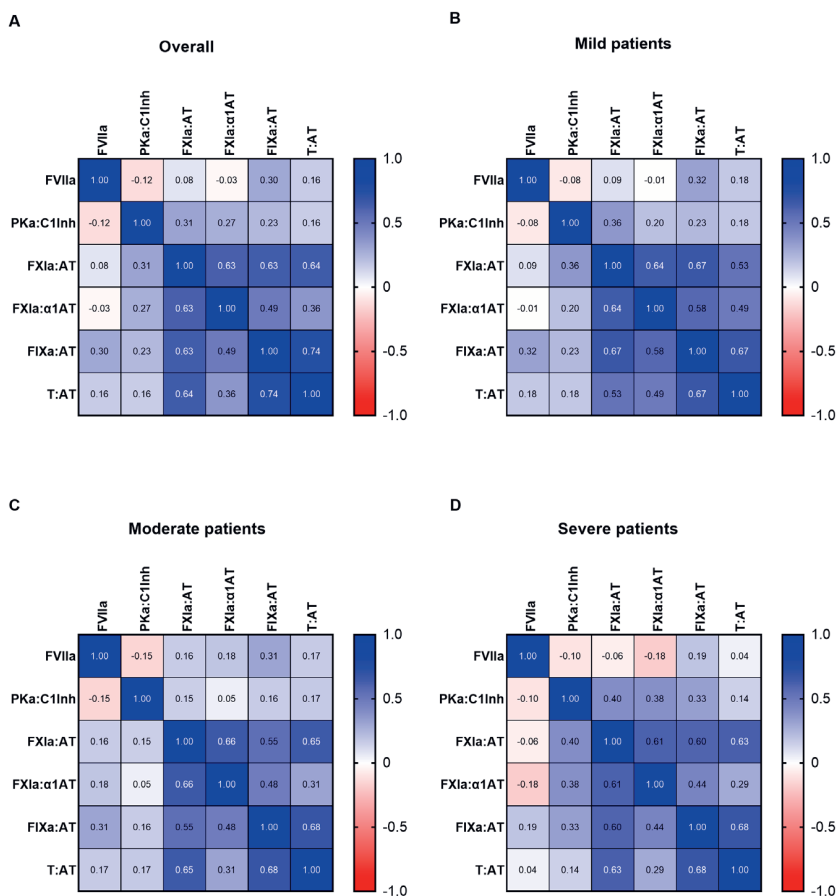 A
Overall
FVIIa PKa:C1Inh FXIa:AT FXIa:α1AT FIXa:AT T:AT
FVIIa 1.00 -0.12 0.08 -0.03 0.30 0.16
PKa:C1Inh -0.12 1.00 0.31 0.27 0.23 0.16
FXIa:AT 0.08 0.31 1.00 0.63 0.63 0.64
FXIa:α1AT -0.03 0.27 0.63 1.00 0.49 0.36
FIXa:AT 0.30 0.23 0.63 0.49 1.00 0.74
T:AT 0.16 0.16 0.64 0.36 0.74 1.00
1.0
0.5
0
-0.5
-1.0
B
Mild patients
FVIIa PKa:C1Inh FXIa:AT FXIa:α1AT FIXa:AT T:AT
FVIIa 1.00 -0.08 0.09 -0.01 0.32 0.18
PKa:C1Inh -0.08 1.00 0.36 0.20 0.23 0.18
FXIa:AT 0.09 0.36 1.00 0.64 0.67 0.53
FXIa:α1AT -0.01 0.20 0.64 1.00 0.58 0.49
FIXa:AT 0.32 0.23 0.67 0.58 1.00 0.67
T:AT 0.18 0.18 0.53 0.49 0.67 1.00
1.0
0.5
0
-0.5
-1.0
C
Moderate patients
FVIIa PKa:C1Inh FXIa:AT FXIa:α1AT FIXa:AT T:AT
FVIIa 1.00 -0.15 0.16 0.18 0.31 0.17
PKa:C1Inh -0.15 1.00 0.15 0.05 0.16 0.17
FXIa:AT 0.16 0.15 1.00 0.66 0.55 0.65
FXIa:α1AT 0.18 0.05 0.66 1.00 0.48 0.31
FIXa:AT 0.31 0.16 0.55 0.48 1.00 0.68
T:AT 0.17 0.17 0.65 0.31 0.68 1.00
1.0
0.5
0
-0.5
-1.0
D
Severe patients
FVIIa PKa:C1Inh FXIa:AT FXIa:α1AT FIXa:AT T:AT
FVIIa 1.00 -0.10 -0.06 -0.18 0.19 0.04
PKa:C1Inh -0.10 1.00 0.40 0.38 0.33 0.14
FXIa:AT -0.06 0.40 1.00 0.61 0.60 0.63
FXIa:α1AT -0.18 0.38 0.61 1.00 0.44 0.29
FIXa:AT 0.19 0.33 0.60 0.44 1.00 0.68
T:AT 0.04 0.14 0.63 0.29 0.68 1.00
1.0
0.5
0
-0.5
-1.0